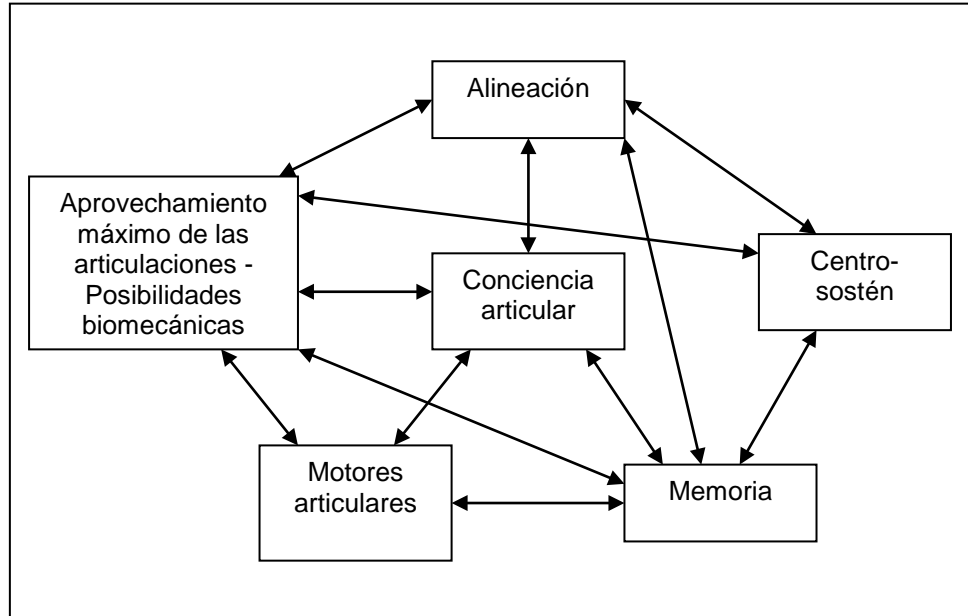 Alineación
Aprovechamiento
máximo de las
articulaciones -
Posibilidades
biomecánicas
Centro-
sostén
Conciencia
articular
Motores
articulares
Memoria